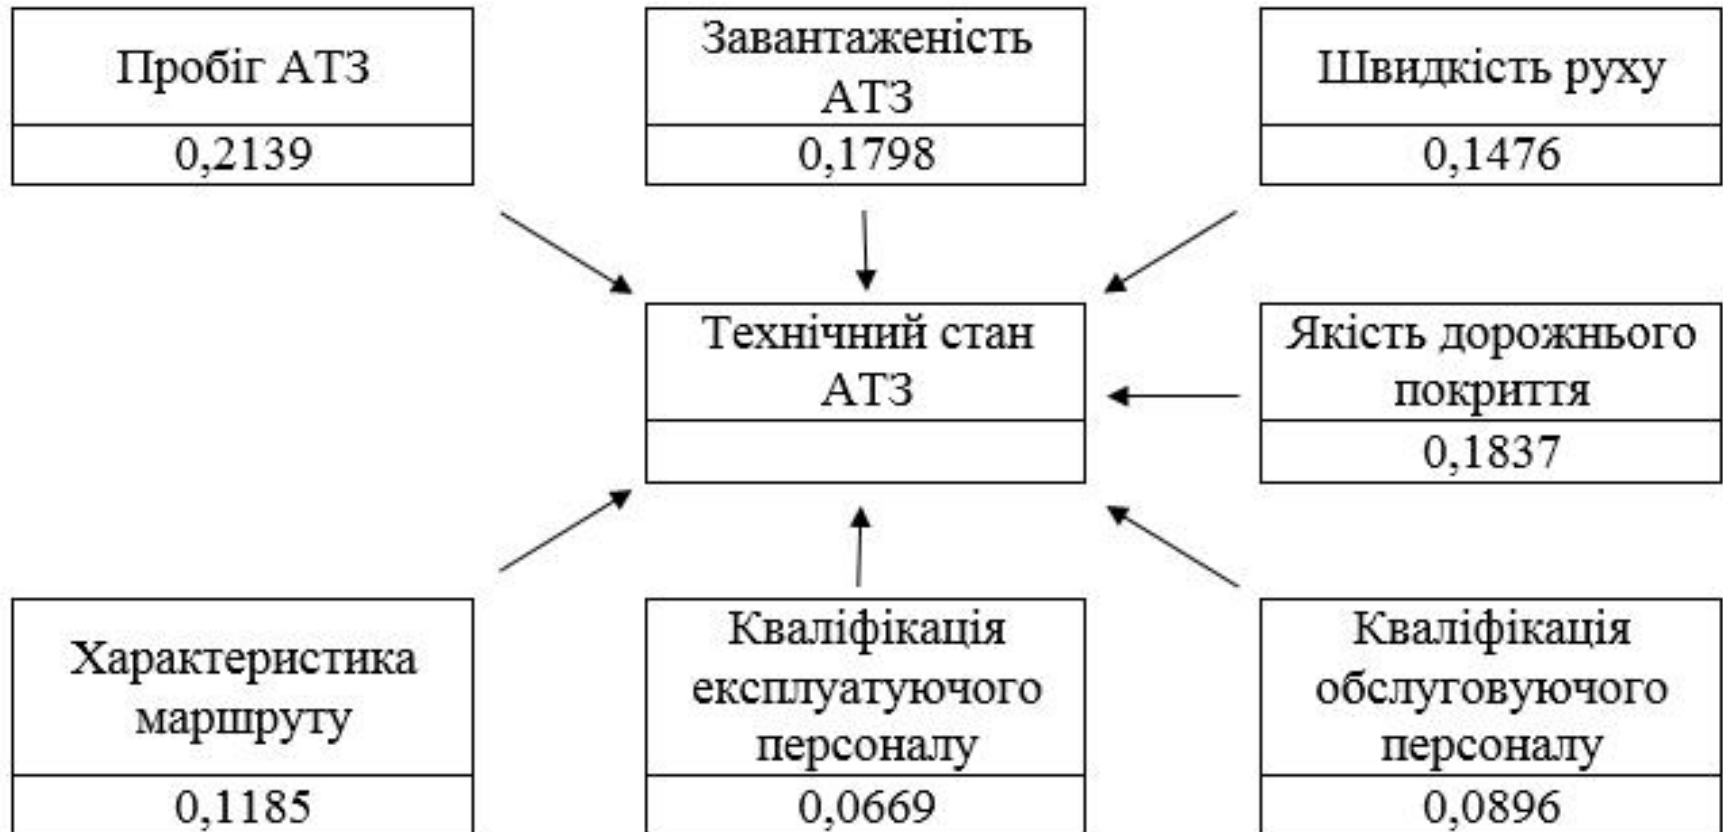 Пробіг АТЗ
0,2139
Завантаженість
АТЗ
0,1798
Швидкість руху
0,1476
Технічний стан
АТЗ
Якість дорожнього
покриття
0,1837
Характеристика
маршруту
0,1185
Кваліфікація
експлуатуючого
персоналу
0,0669
Кваліфікація
обслуговуючого
персоналу
0,0896